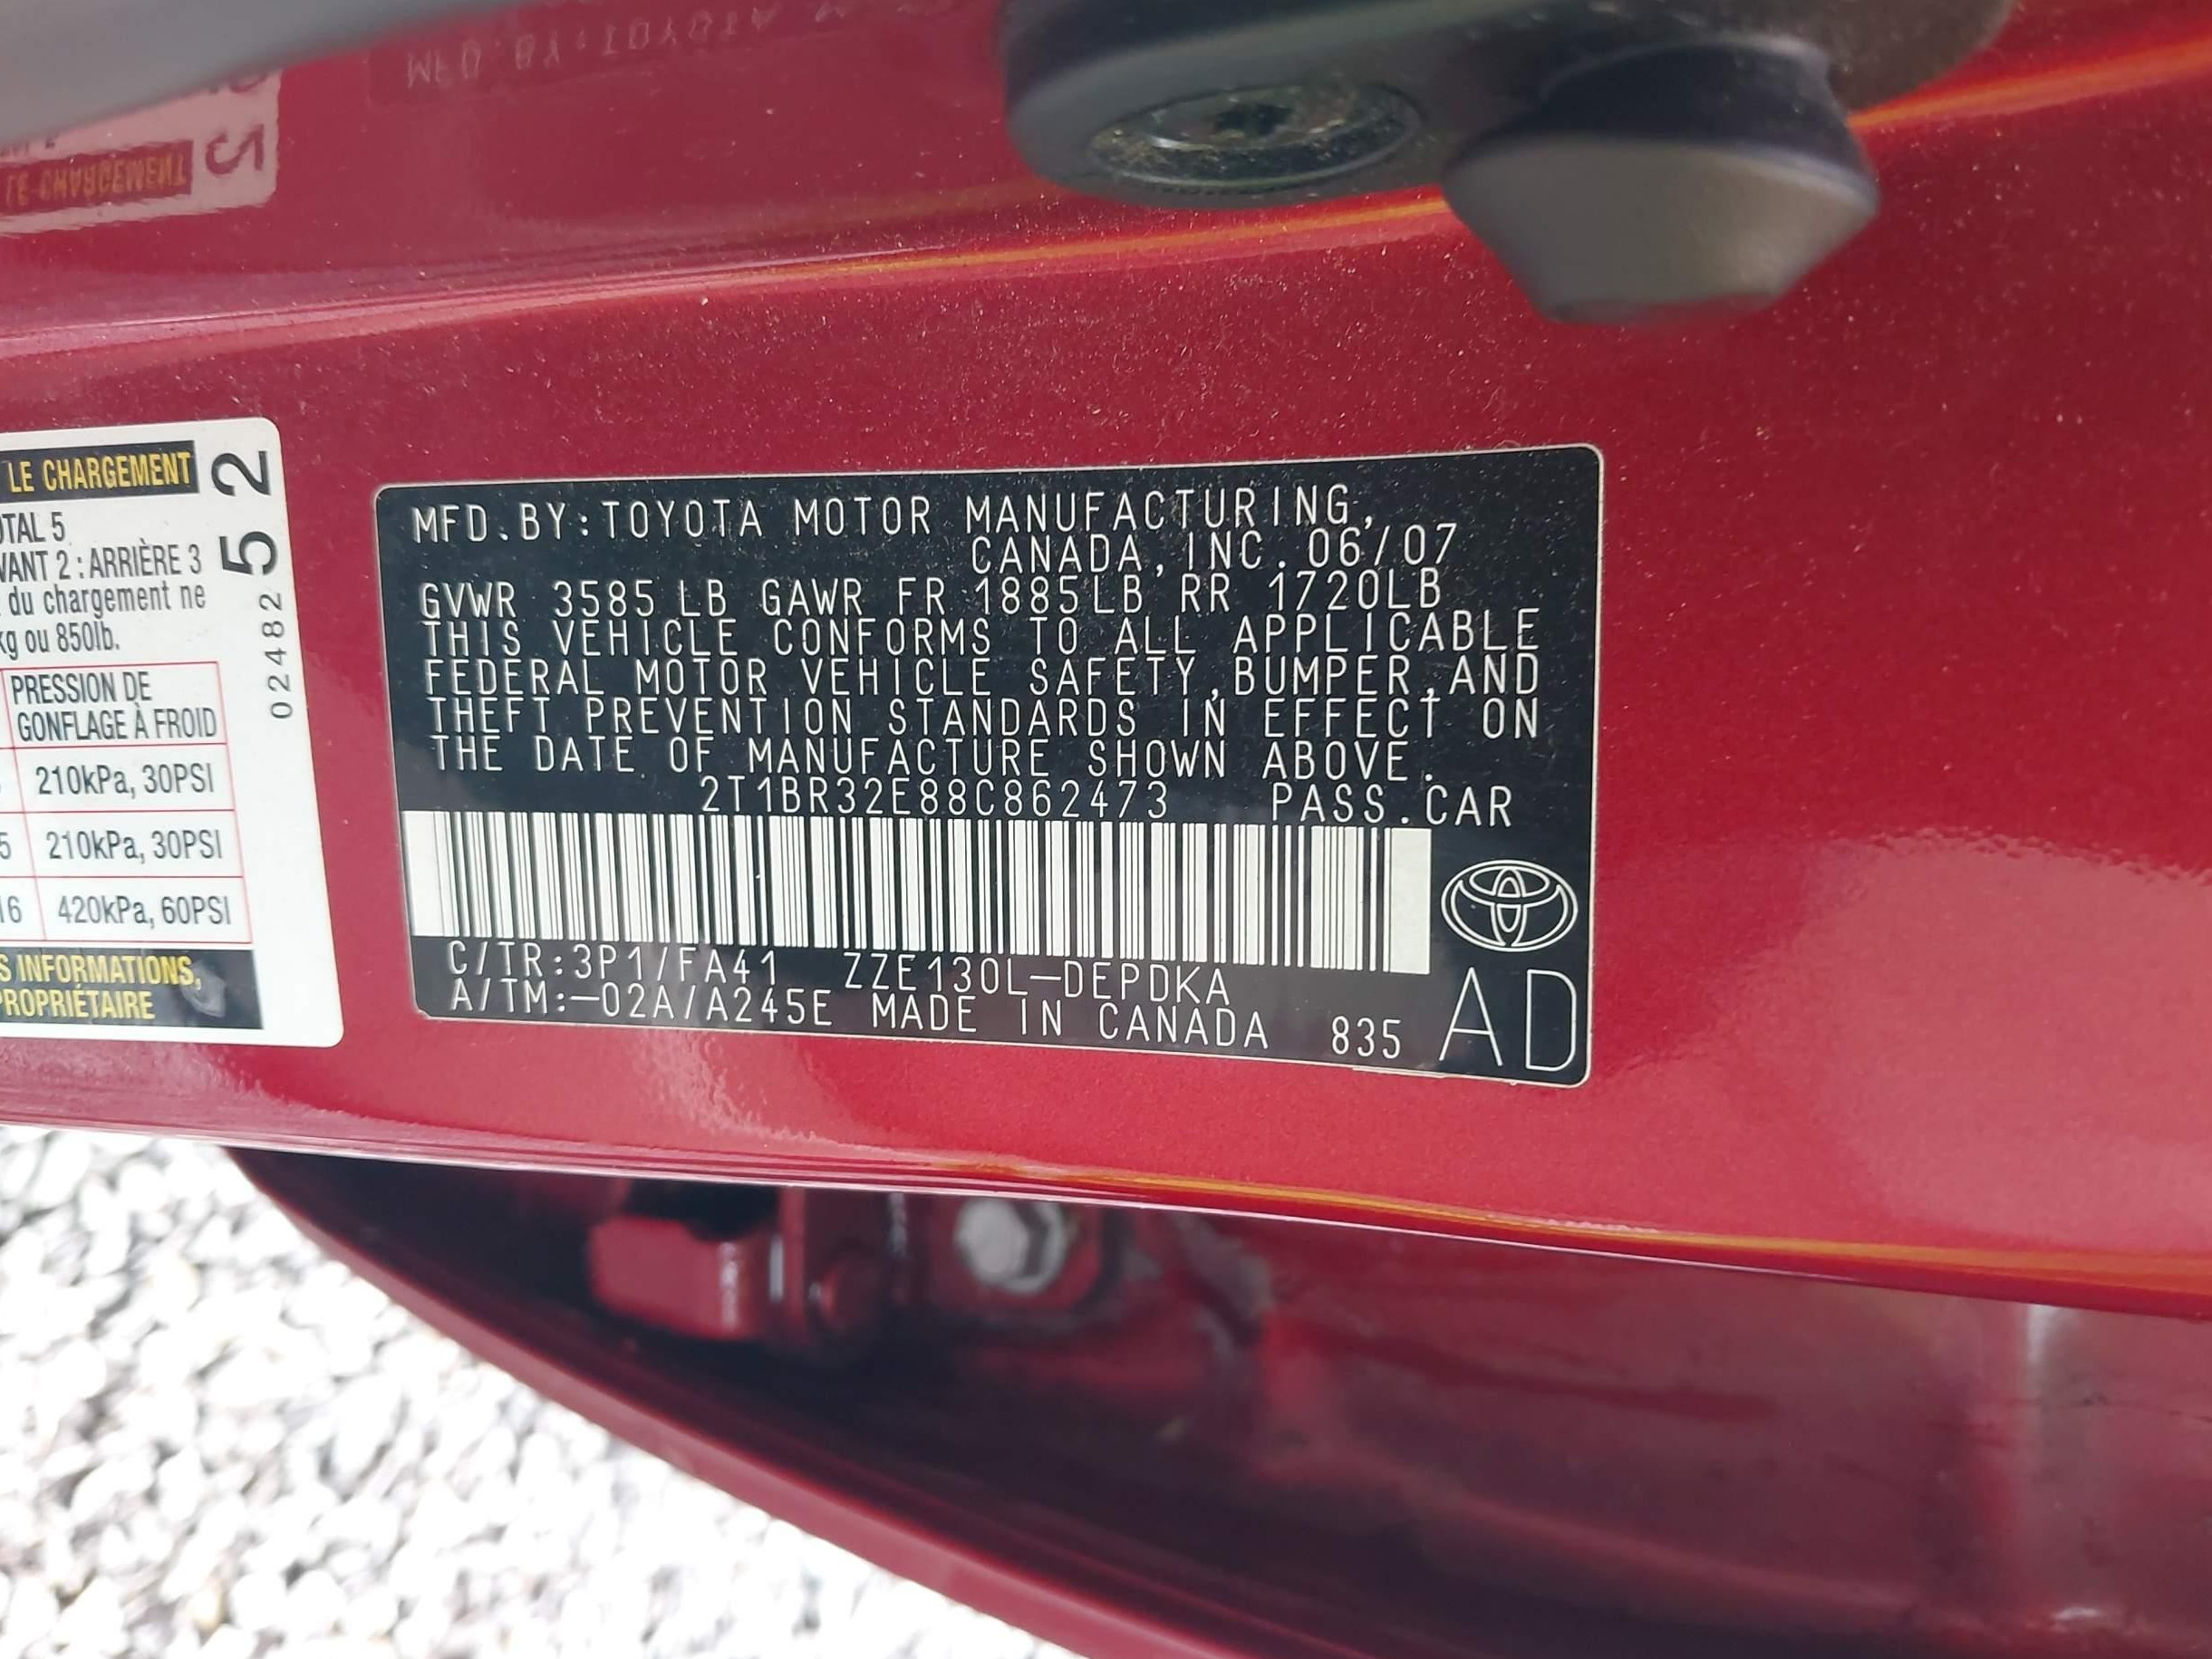 LE CHARGEMENT
52
02482
OTAL 5
VANT 2 : ARRIÈRE 3
du chargement ne
kg ou 850lb.
PRESSION DE
GONFLAGE À FROID
210kPa, 30PSI
5 210kPa, 30PSI
16 420kPa, 60PSI
S INFORMATIONS,
PROPRIÉTAIRE
MFD.BY:TOYOTA MOTOR MANUFACTURING,
CANADA,INC. 06/07
GVWR 3585 LB GAWR FR 1885LB RR 1720LB
THIS VEHICLE CONFORMS TO ALL APPLICABLE
FEDERAL MOTOR VEHICLE SAFETY,BUMPER,AND
THEFT PREVENTION STANDARDS IN EFFECT ON
THE DATE OF MANUFACTURE SHOWN ABOVE.
2T1BR32E88C862473 PASS.CAR
C/TR:3P1/FA41 ZZE130L-DEPDKA
A/TM:-02A/A245E MADE IN CANADA 835
AD